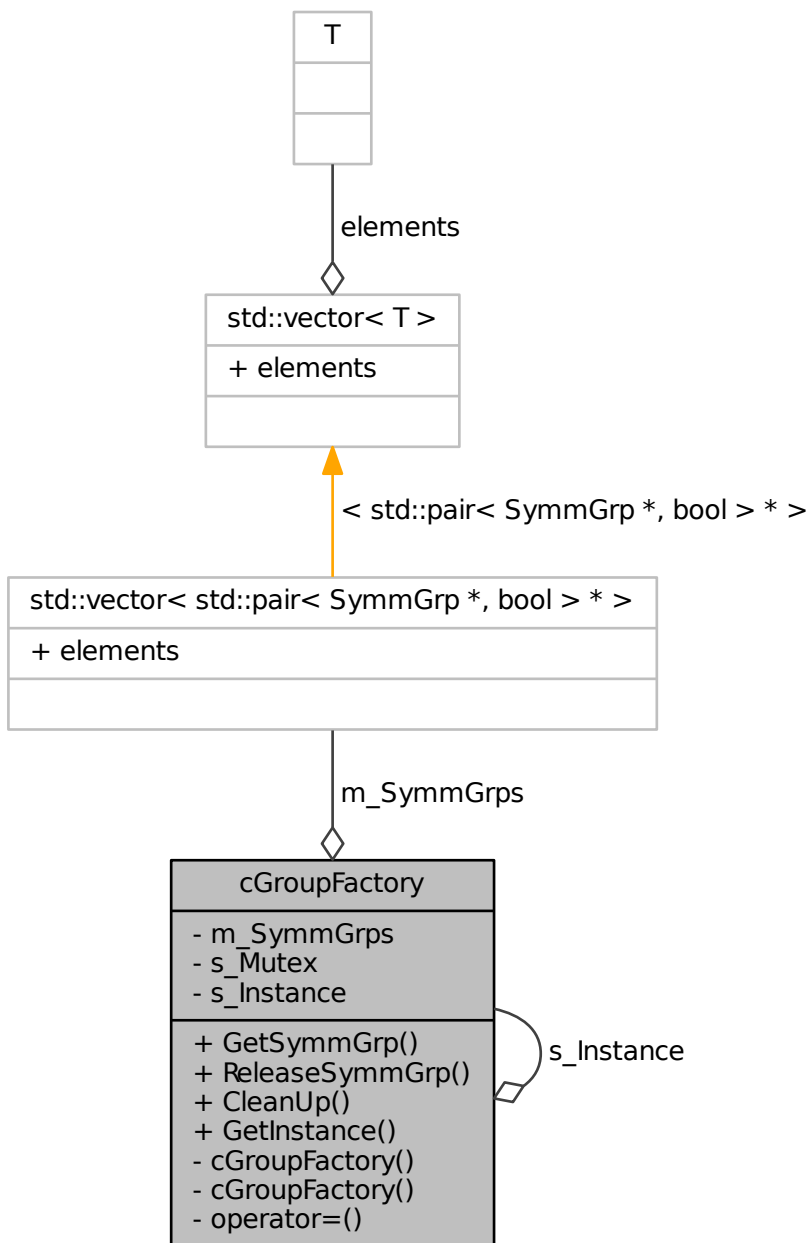 T
elements
std::vector< T >
+ elements
< std::pair< SymmGrp *, bool > * >
std::vector< std::pair< SymmGrp *, bool > * >
+ elements
m_SymmGrps
cGroupFactory
- m_SymmGrps
- s_Mutex
- s_Instance
s_Instance
+ GetSymmGrp()
+ ReleaseSymmGrp()
+ CleanUp()
+ GetInstance()
- cGroupFactory()
- cGroupFactory()
- operator=()